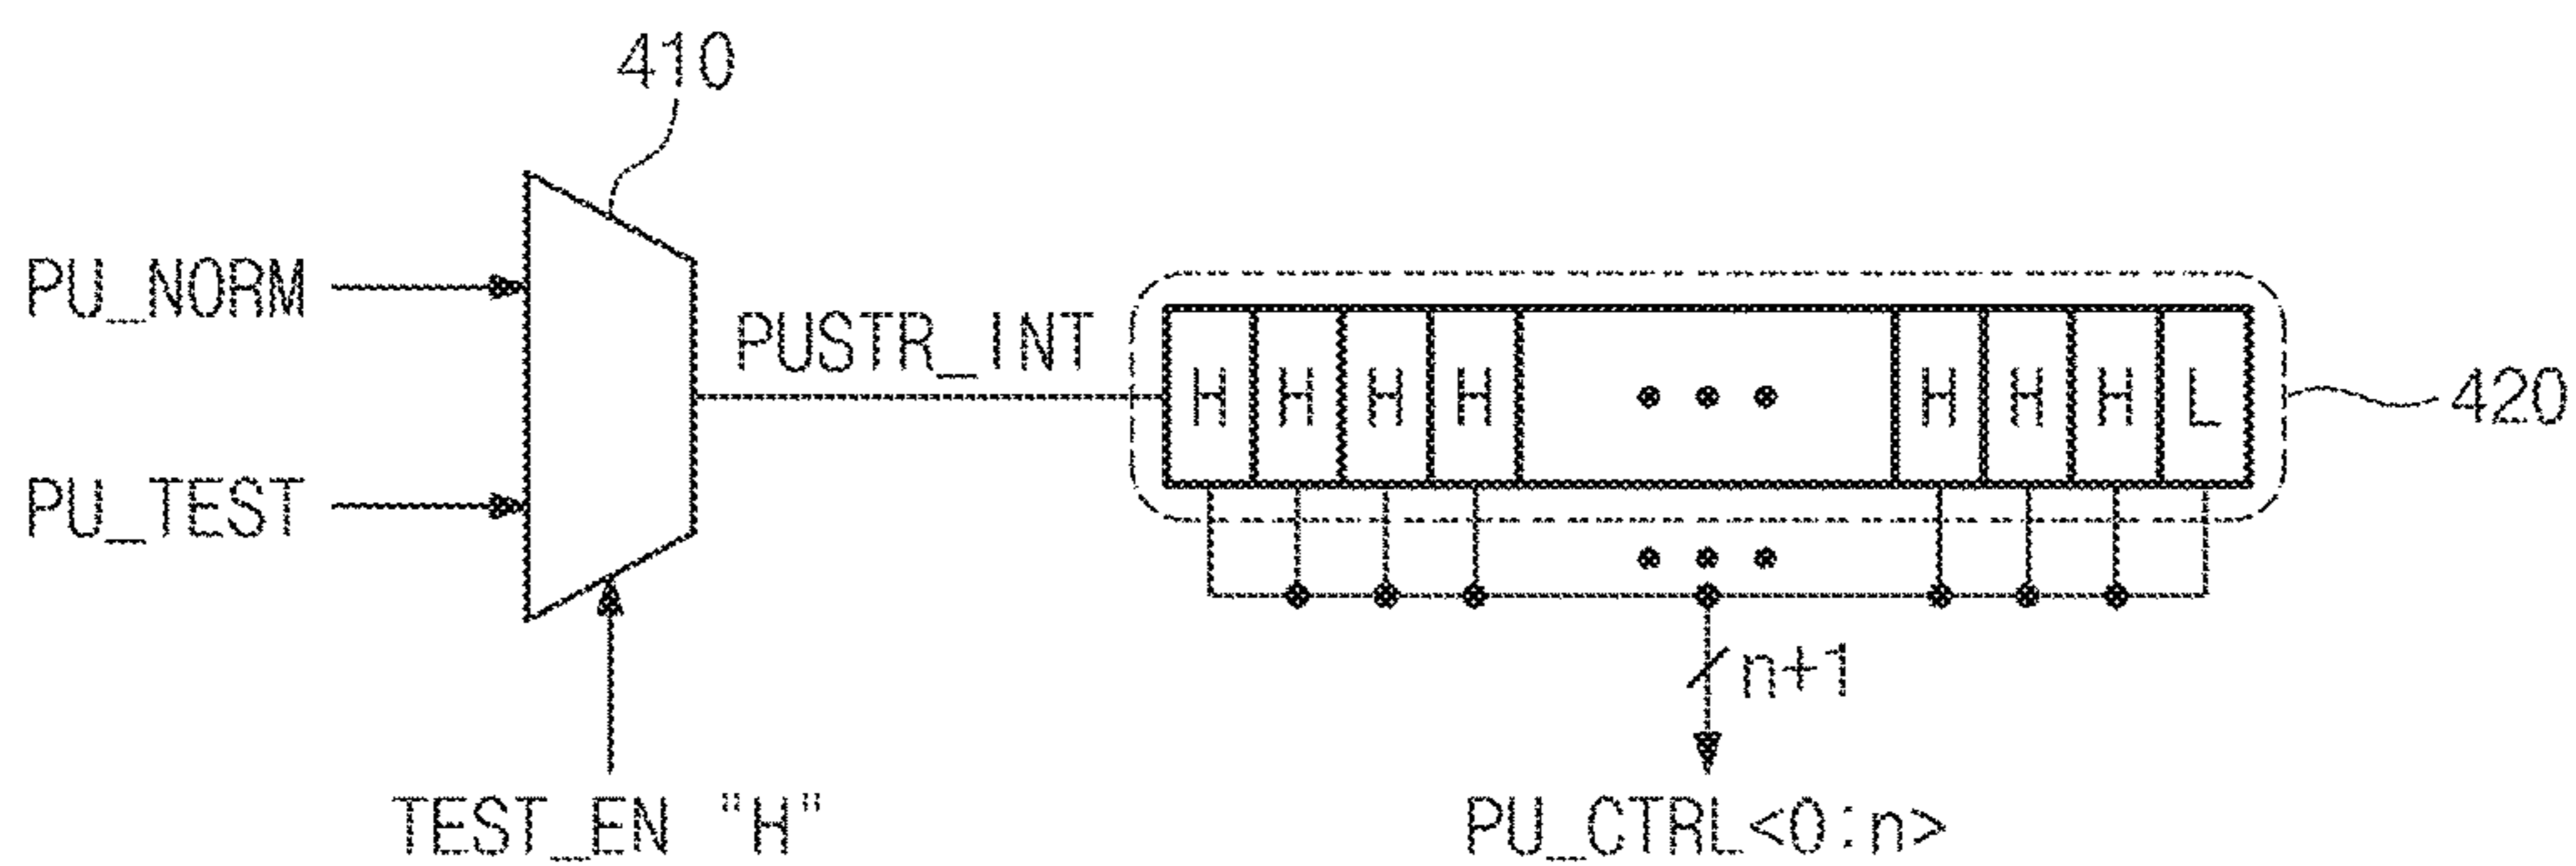 410
PU_NORM
PUSTR_INT
H H H H H H H L
420
PU_TEST
n+1
TEST_EN "H"
PU_CTRL<0:n>